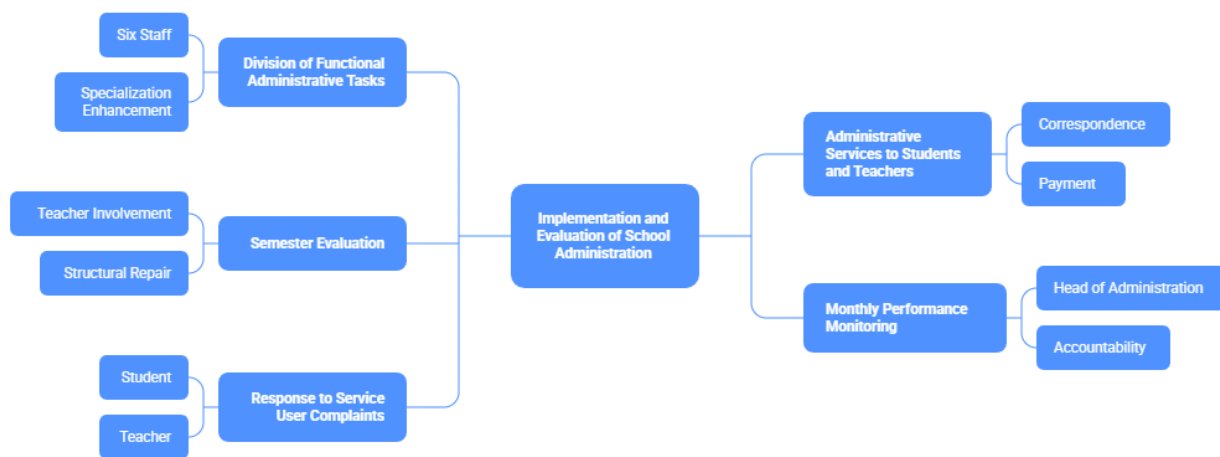 Six Staff
Specialization
Enhancement
Division of Functional
Administrative Tasks
Teacher Involvement
Structural Repair
Semester Evaluation
Student
Teacher
Response to Service
User Complaints
Implementation and
Evaluation of School
Administration
Administrative
Services to Students
and Teachers
Correspondence
Payment
Monthly Performance
Monitoring
Head of Administration
Accountability